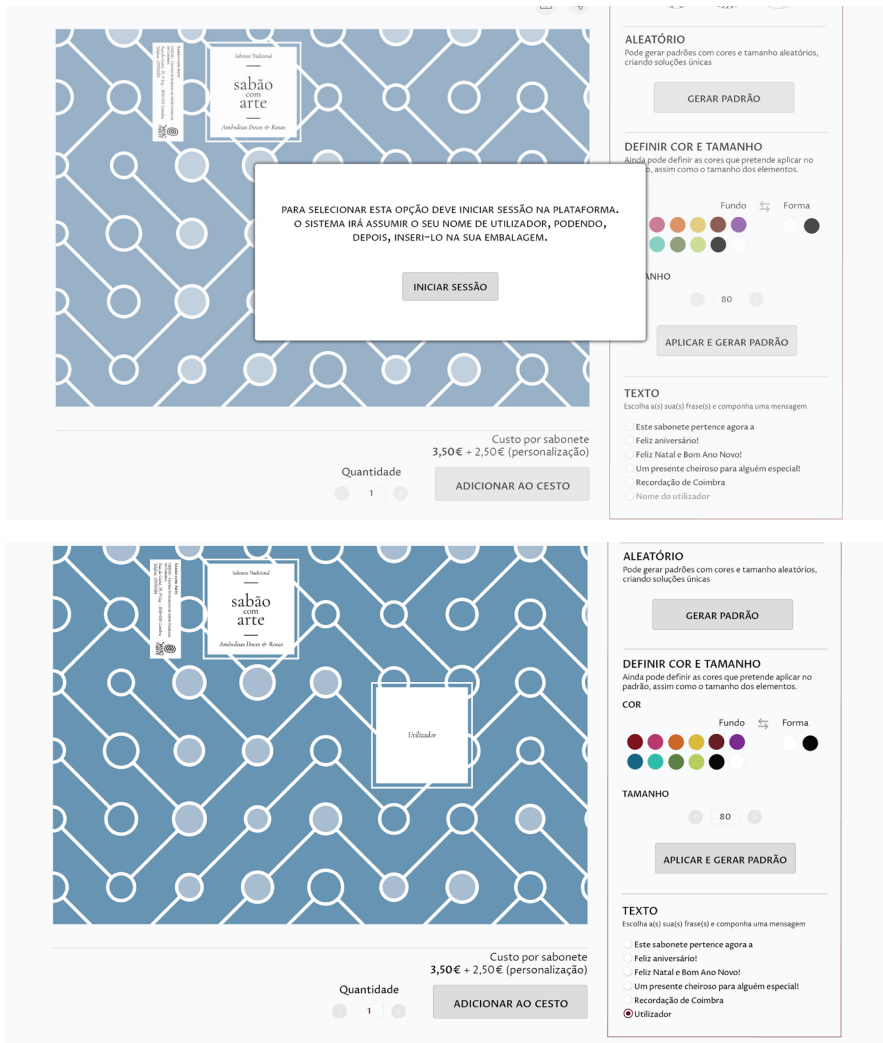 Sabonete Tradicional
sabão
com
arte
Amêndoas Doces & Rosas
PARA SELECIONAR ESTA OPÇÃO DEVE INICIAR SESSÃO NA PLATAFORMA.
O SISTEMA IRÁ ASSUMIR O SEU NOME DE UTILIZADOR, PODENDO,
DEPOIS, INSERI-LO NA SUA EMBALAGEM.
INICIAR SESSÃO
Custo por sabonete
3,50€ + 2,50€ (personalização)
Quantidade
1
ADICIONAR AO CESTO
ALEATÓRIO
Pode gerar padrões com cores e tamanho aleatórios,
criando soluções únicas
GERAR PADRÃO
DEFINIR COR E TAMANHO
Ainda pode definir as cores que pretende aplicar no
o, assim como o tamanho dos elementos.
Fundo
Forma
ANHO
80
APLICAR E GERAR PADRÃO
TEXTO
Escolha a(s) sua(s) frase(s) e componha uma mensagem
Este sabonete pertence agora a
Feliz aniversário!
Feliz Natal e Bom Ano Novo!
Um presente cheiroso para alguém especial!
Recordação de Coimbra
Nome do utilizador
Sabonete Tradicional
sabão
com
arte
Amêndoas Doces & Rosas
Utilizador
Custo por sabonete
3,50€ + 2,50€ (personalização)
Quantidade
1
ADICIONAR AO CESTO
ALEATÓRIO
Pode gerar padrões com cores e tamanho aleatórios,
criando soluções únicas
GERAR PADRÃO
DEFINIR COR E TAMANHO
Ainda pode definir as cores que pretende aplicar no
padrão, assim como o tamanho dos elementos.
COR
Fundo
Forma
TAMANHO
80
APLICAR E GERAR PADRÃO
TEXTO
Escolha a(s) sua(s) frase(s) e componha uma mensagem
Este sabonete pertence agora a
Feliz aniversário!
Feliz Natal e Bom Ano Novo!
Um presente cheiroso para alguém especial!
Recordação de Coimbra
Utilizador